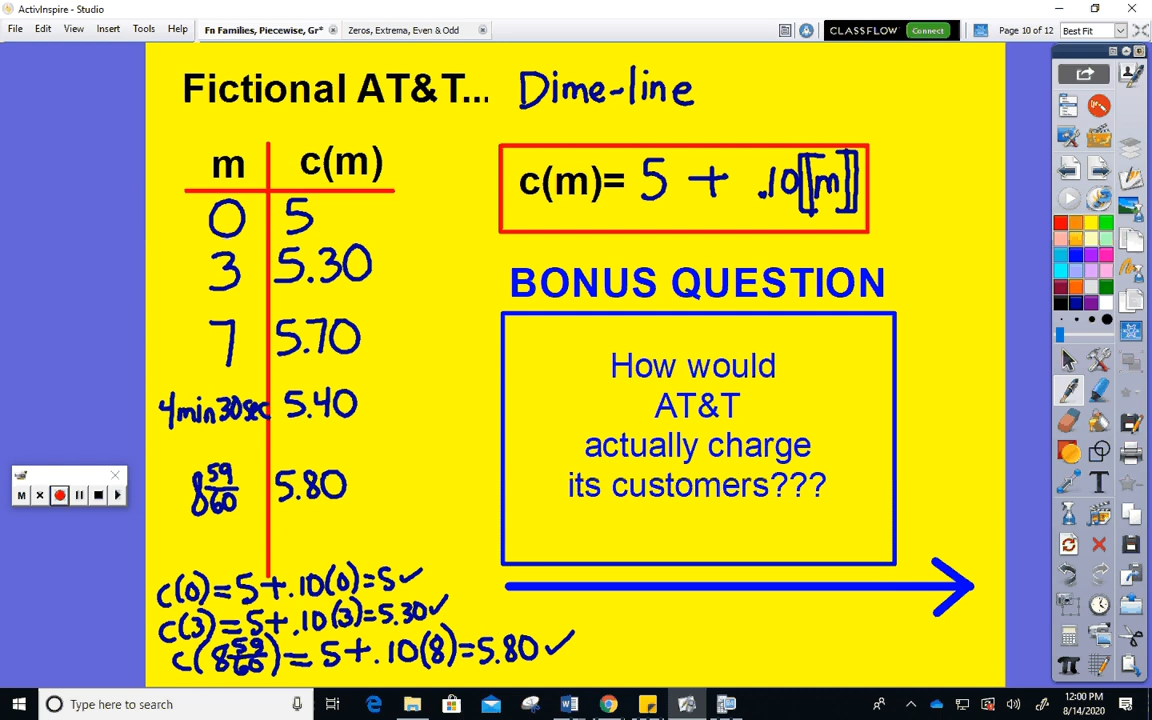 ActivInspire - Studio
File Edit View Insert Tools Help
Fn Families, Piecewise, Gr* Zeros, Extrema, Even & Odd
CLASSFLOW Connect
Page 10 of 12 Best Fit
Fictional AT&T... Dime-line
m c(m)
0 5
3 5.30
7 5.70
4min30sec 5.40
8 59/60 5.80
c(0)=5+.10(0)=5✓
c(3)=5+.10(3)=5.30✓
c(8 59/60)=5+.10(8)=5.80✓
c(m)= 5 + .10[[m]]
BONUS QUESTION
How would
AT&T
actually charge
its customers???
M
Type here to search
12:00 PM
8/14/2020